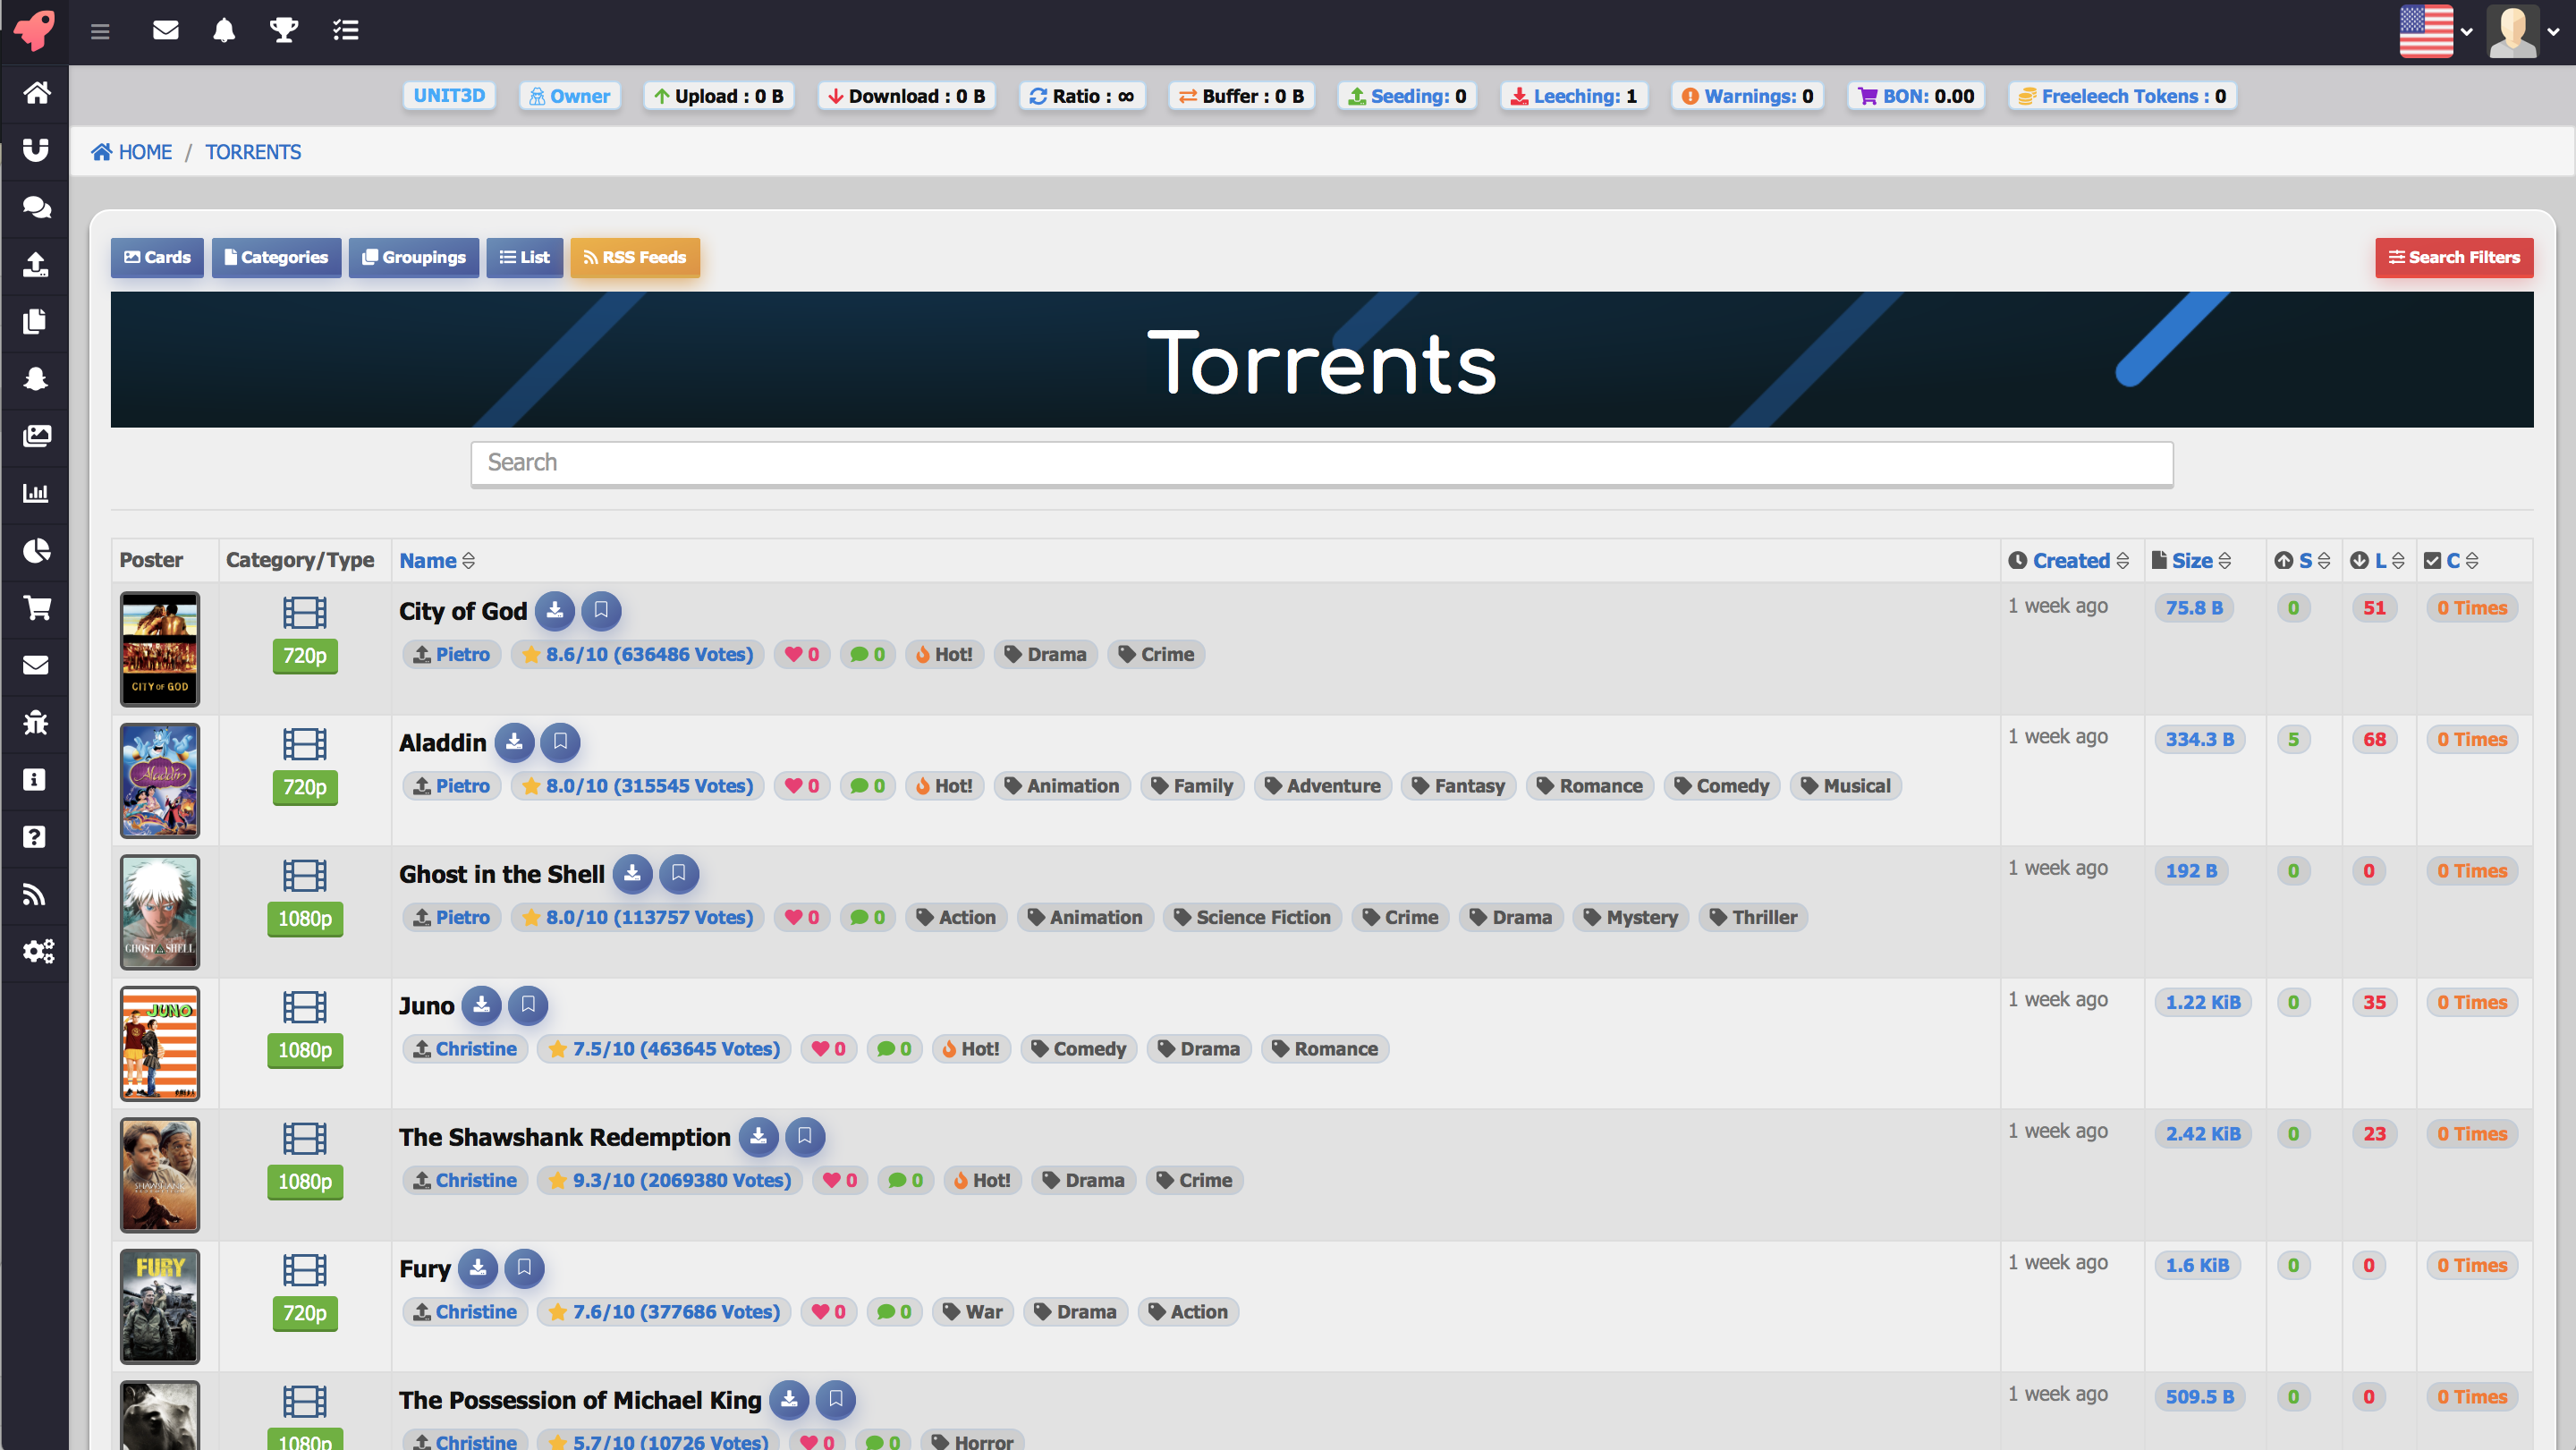 UNIT3D Owner Upload : 0 B Download : 0 B Ratio : ∞ Buffer : 0 B Seeding: 0 Leeching: 1 Warnings: 0 BON: 0.00 Freeleech Tokens : 0
HOME / TORRENTS
Cards Categories Groupings List RSS Feeds Search Filters
Torrents
Search
Poster Category/Type Name Created Size S L C
City of God 1 week ago 75.8 B 0 51 0 Times
720p Pietro 8.6/10 (636486 Votes) 0 0 Hot! Drama Crime
CITY OF GOD
Aladdin 1 week ago 334.3 B 5 68 0 Times
Aladdin
720p Pietro 8.0/10 (315545 Votes) 0 0 Hot! Animation Family Adventure Fantasy Romance Comedy Musical
Ghost in the Shell 1 week ago 192 B 0 0 0 Times
1080p Pietro 8.0/10 (113757 Votes) 0 0 Action Animation Science Fiction Crime Drama Mystery Thriller
GHOST SHELL
Juno 1 week ago 1.22 KiB 0 35 0 Times
JUNO
1080p Christine 7.5/10 (463645 Votes) 0 0 Hot! Comedy Drama Romance
The Shawshank Redemption 1 week ago 2.42 KiB 0 23 0 Times
1080p Christine 9.3/10 (2069380 Votes) 0 0 Hot! Drama Crime
SHAWSHANK
Fury 1 week ago 1.6 KiB 0 0 0 Times
FURY
720p Christine 7.6/10 (377686 Votes) 0 0 War Drama Action
The Possession of Michael King 1 week ago 509.5 B 0 0 0 Times
1080p Christine 5.7/10 (10726 Votes) 0 0 Horror